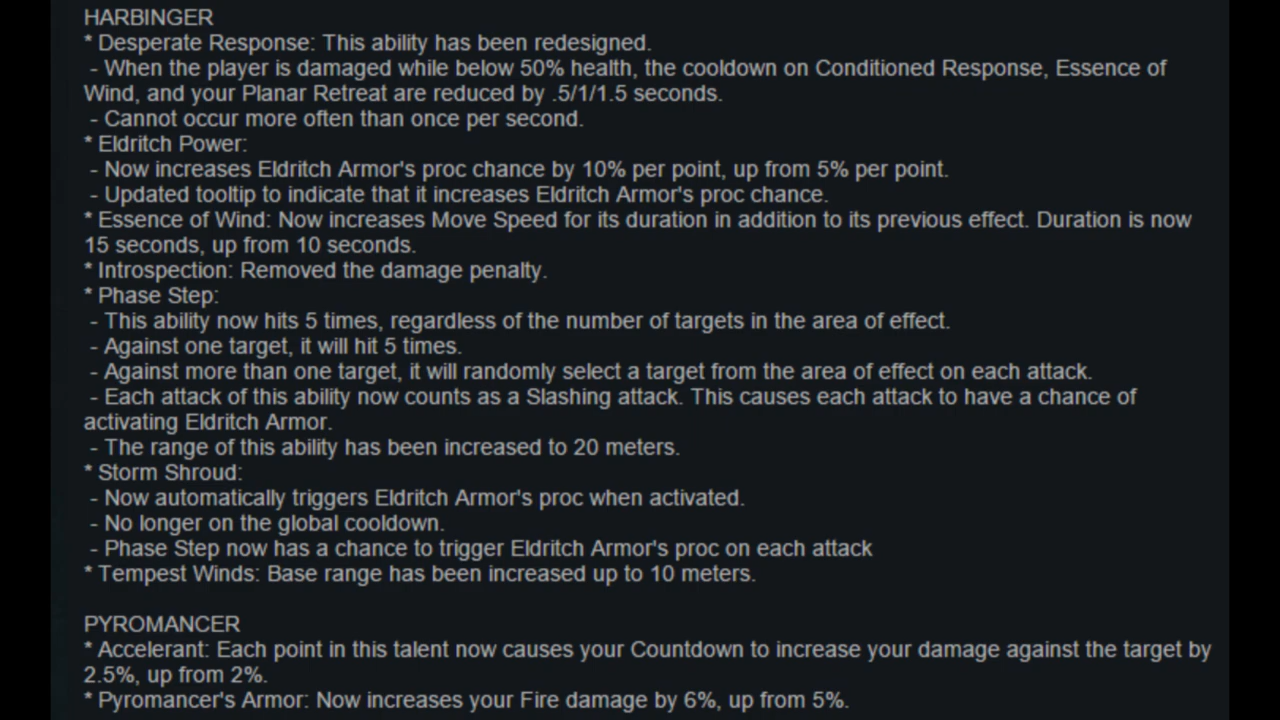 HARBINGER
* Desperate Response: This ability has been redesigned.
- When the player is damaged while below 50% health, the cooldown on Conditioned Response, Essence of
Wind, and your Planar Retreat are reduced by .5/1/1.5 seconds.
- Cannot occur more often than once per second.
* Eldritch Power:
- Now increases Eldritch Armor's proc chance by 10% per point, up from 5% per point.
- Updated tooltip to indicate that it increases Eldritch Armor's proc chance.
* Essence of Wind: Now increases Move Speed for its duration in addition to its previous effect. Duration is now
15 seconds, up from 10 seconds.
* Introspection: Removed the damage penalty.
* Phase Step:
- This ability now hits 5 times, regardless of the number of targets in the area of effect.
- Against one target, it will hit 5 times.
- Against more than one target, it will randomly select a target from the area of effect on each attack.
- Each attack of this ability now counts as a Slashing attack. This causes each attack to have a chance of
activating Eldritch Armor.
- The range of this ability has been increased to 20 meters.
* Storm Shroud:
- Now automatically triggers Eldritch Armor's proc when activated.
- No longer on the global cooldown.
- Phase Step now has a chance to trigger Eldritch Armor's proc on each attack
* Tempest Winds: Base range has been increased up to 10 meters.
PYROMANCER
* Accelerant: Each point in this talent now causes your Countdown to increase your damage against the target by
2.5%, up from 2%.
* Pyromancer's Armor: Now increases your Fire damage by 6%, up from 5%.